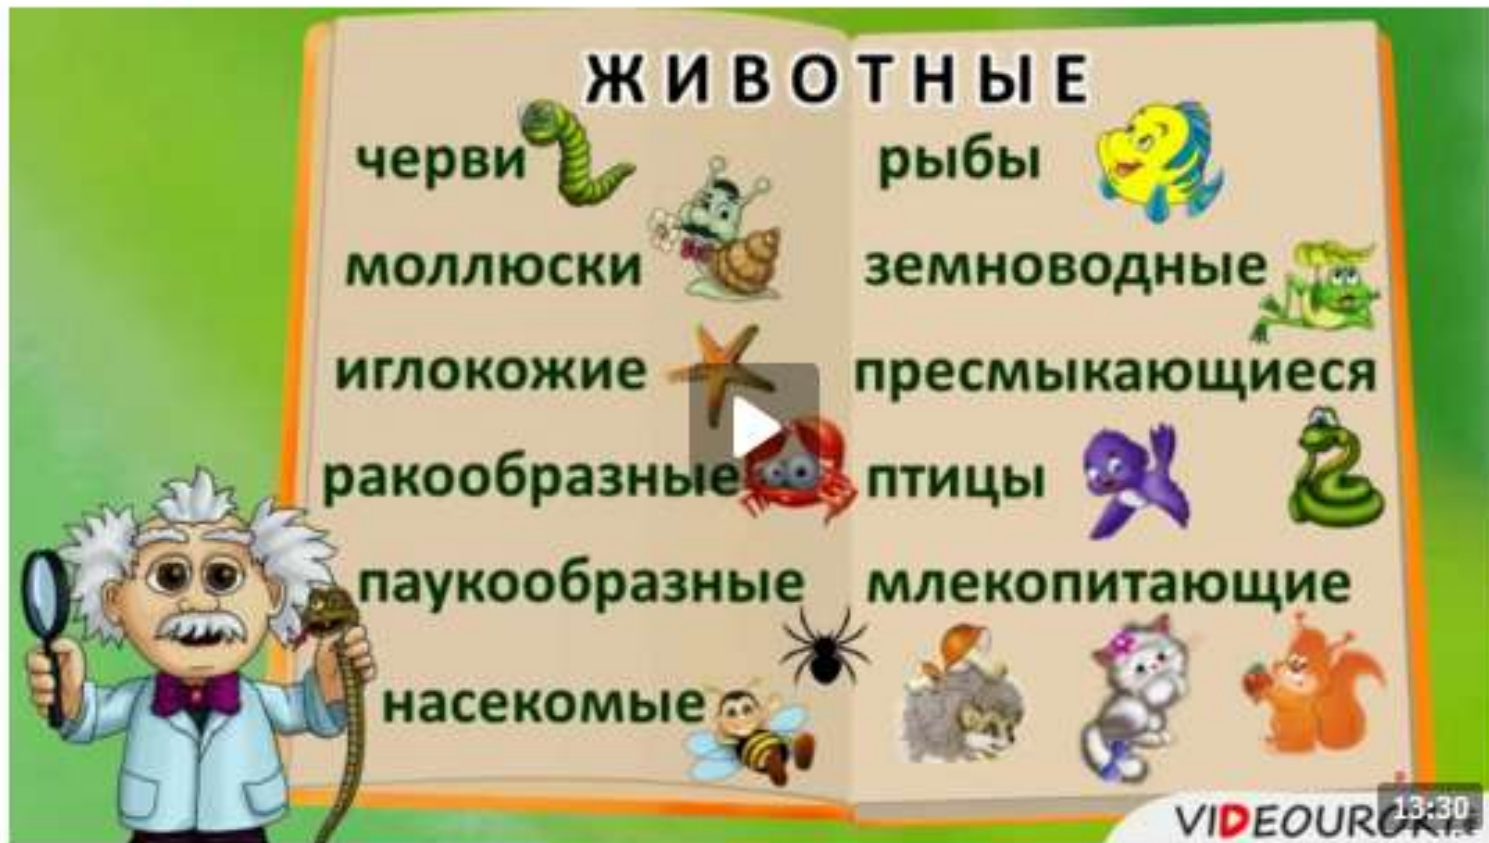 ЖИВОТНЫЕ
черви
моллюски
иглокожие
ракообразные
паукообразные
насекомые
рыбы
земноводные
пресмыкающиеся
птицы
млекопитающие
13:30